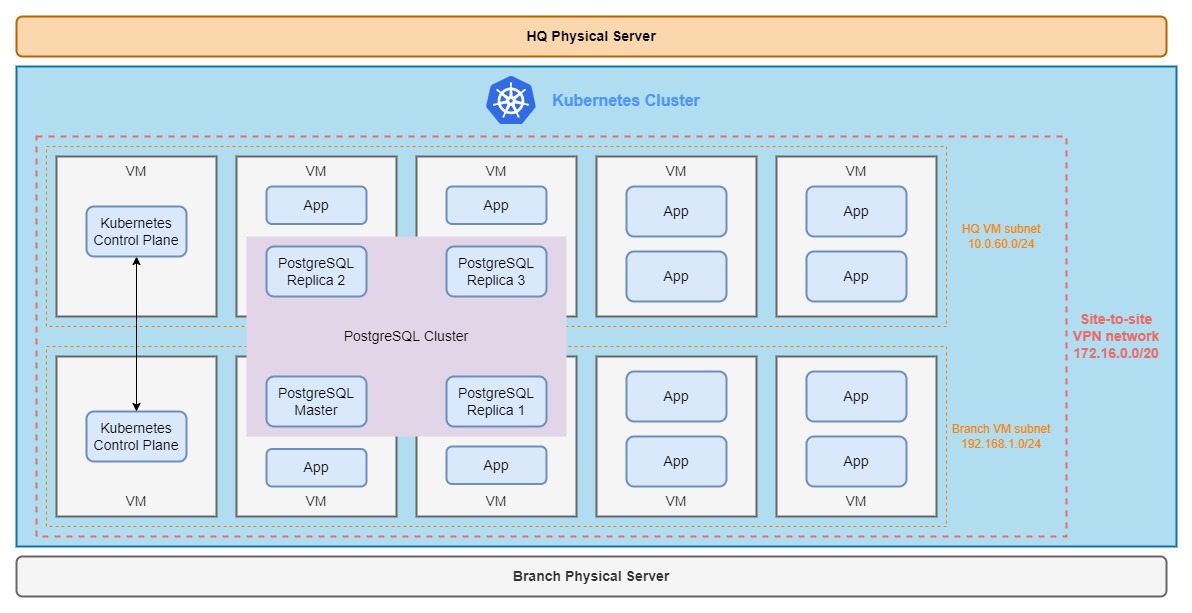 HQ Physical Server
Kubernetes Cluster
VM
VM
VM
VM
VM
Kubernetes
Control Plane
App
App
App
App
PostgreSQL
Replica 2
PostgreSQL
Replica 3
App
App
HQ VM subnet
10.0.60.0/24
PostgreSQL Cluster
Site-to-site
VPN network
172.16.0.0/20
Kubernetes
Control Plane
PostgreSQL
Master
PostgreSQL
Replica 1
App
App
App
App
App
App
Branch VM subnet
192.168.1.0/24
VM
VM
VM
VM
VM
Branch Physical Server